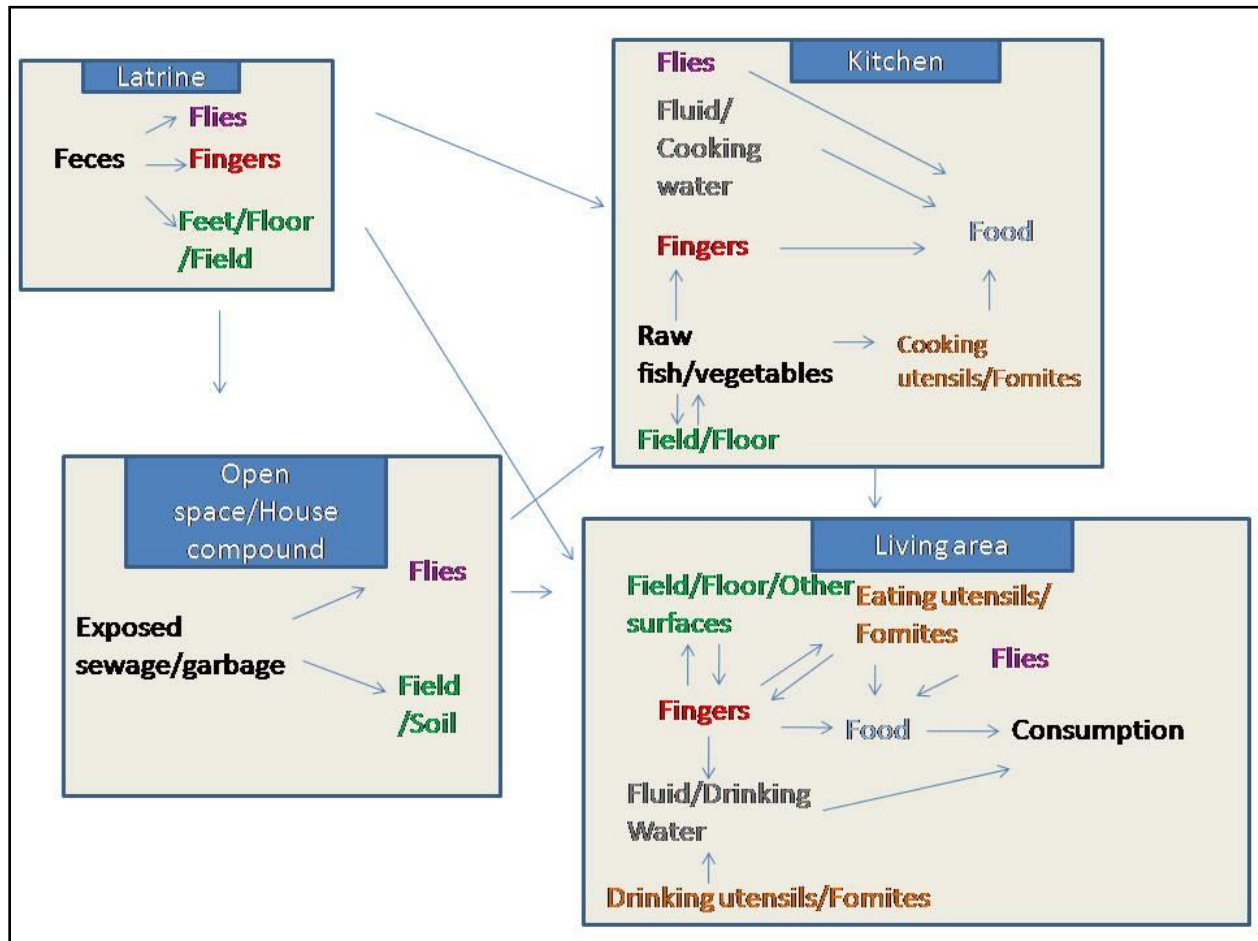 Latrine
Flies
Feces
Fingers
Feet/Floor
/Field
Kitchen
Flies
Fluid/
Cooking
water
Food
Fingers
Raw
fish/vegetables
Cooking
utensils/Fomites
Field/Floor
Open
space/House
compound
Flies
Exposed
sewage/garbage
Field
/Soil
Living area
Field/Floor/Other
surfaces
Eating utensils/
Fomites
Flies
Fingers
Food
Consumption
Fluid/Drinking
Water
Drinking utensils/Fomites